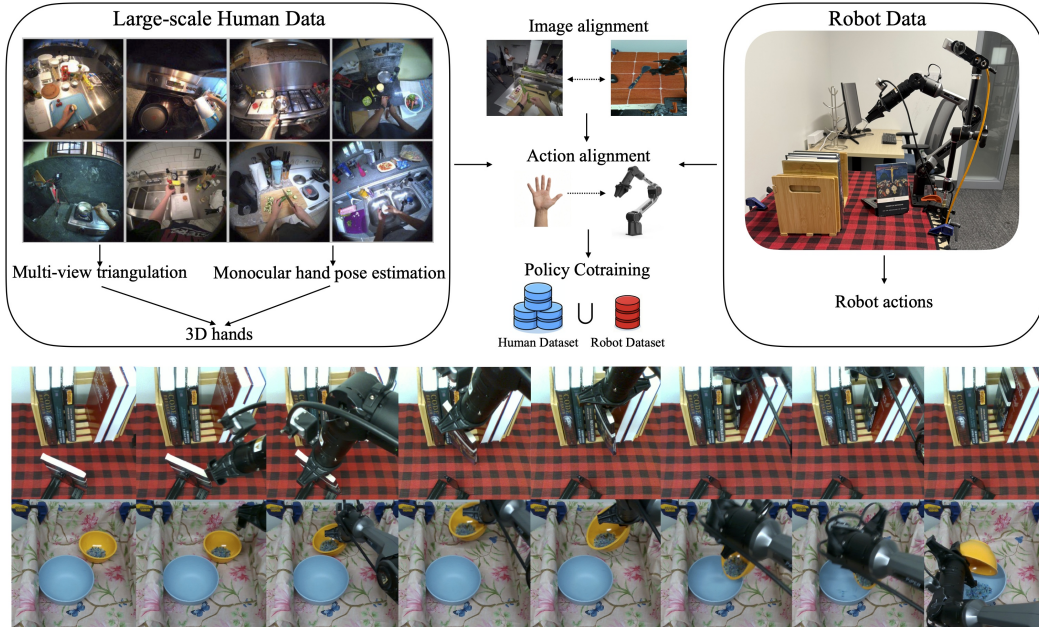 Large-scale Human Data
Multi-view triangulation
Monocular hand pose estimation
3D hands
Image alignment
Action alignment
Policy Cotraining
Human Dataset
Robot Dataset
Robot Data
Robot actions